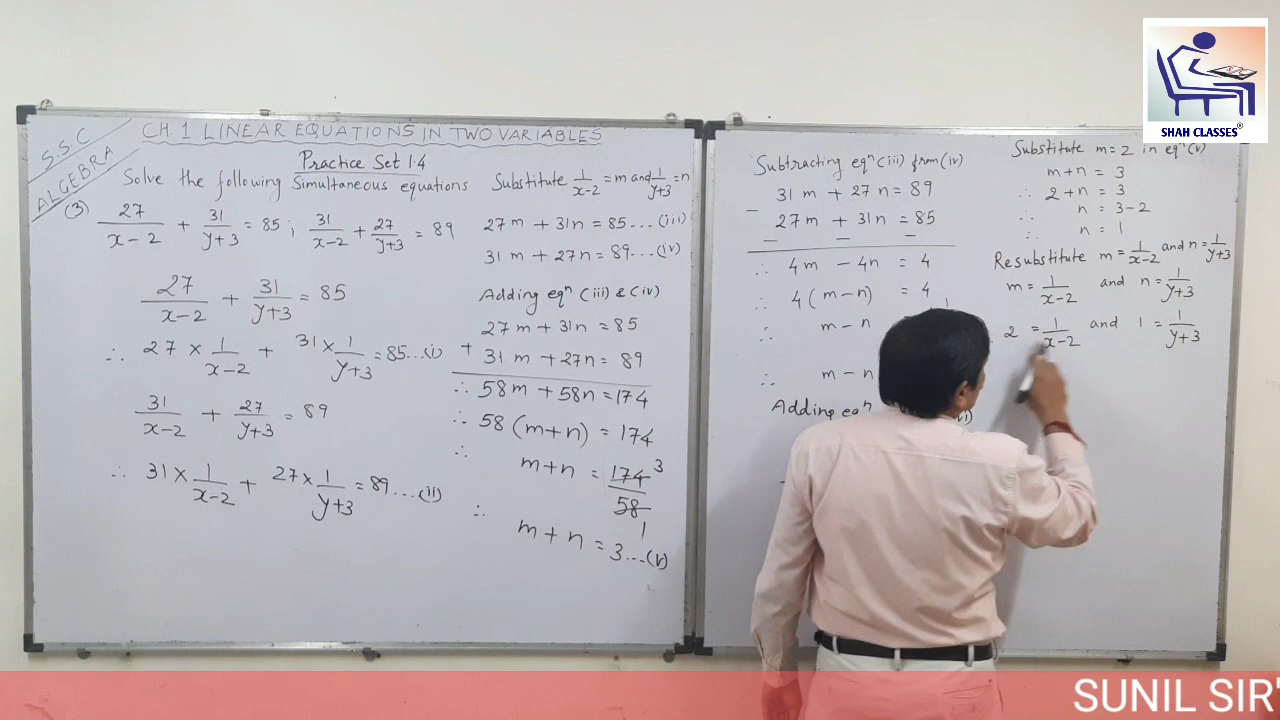 S.S.C
ALGEBRA
CH 1 LINEAR EQUATIONS IN TWO VARIABLES
Practice Set 1.4
Solve the following Simultaneous equations
(3) 27/(x-2) + 31/(y+3) = 85 ; 31/(x-2) + 27/(y+3) = 89
27/(x-2) + 31/(y+3) = 85
∴ 27 × 1/(x-2) + 31 × 1/(y+3) = 85...(i)
31/(x-2) + 27/(y+3) = 89
∴ 31 × 1/(x-2) + 27 × 1/(y+3) = 89....(ii)
Substitute 1/(x-2) = m and 1/(y+3) = n
27m + 31n = 85...(iii)
31m + 27n = 89...(iv)
Adding eqⁿ (iii) & (iv)
27m + 31n = 85
+ 31m + 27n = 89
∴ 58m + 58n = 174
∴ 58 (m+n) = 174
∴ m+n = 174/58 3
1
∴ m+n = 3...(v)
Subtracting eqⁿ (iii) from (iv)
31m + 27n = 89
- 27m + 31n = 85
− − −
∴ 4m - 4n = 4
∴ 4(m-n) = 4
∴ m-n
∴ m-n
Adding eqⁿ
Substitute m=2 in eqⁿ (v)
m+n = 3
∴ 2+n = 3
∴ n = 3-2
∴ n = 1
Resubstitute m = 1/(x-2) and n = 1/(y+3)
m = 1/(x-2) and n = 1/(y+3)
2 = 1/(x-2) and 1 = 1/(y+3)
SHAH CLASSES®
SUNIL SIR'